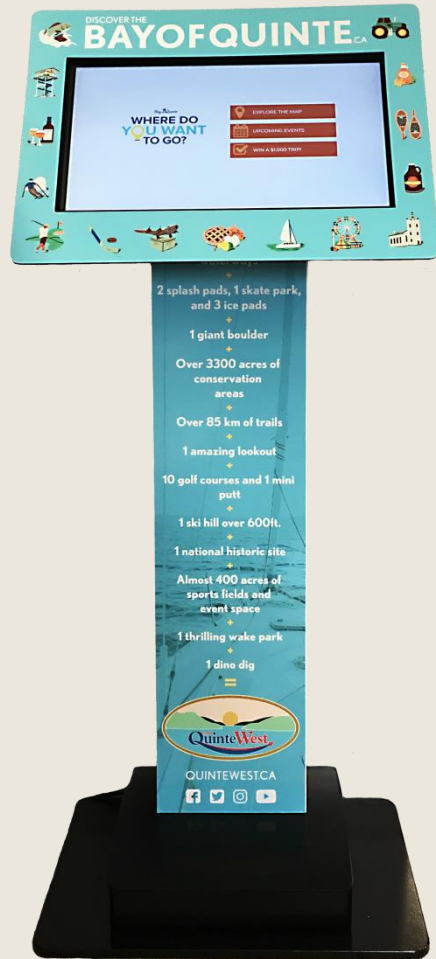 DISCOVER THE
BAYOFQUINTE.CA
WHERE DO
YOU WANT
TO GO?
EXPLORE THE MAP
UPCOMING EVENTS
WIN A $1,000 TRIP!
+
2 splash pads, 1 skate park,
and 3 ice pads
+
1 giant boulder
+
Over 3300 acres of
conservation
areas
+
Over 85 km of trails
+
1 amazing lookout
+
10 golf courses and 1 mini
putt
+
1 ski hill over 600ft.
+
1 national historic site
+
Almost 400 acres of
sports fields and
event space
+
1 thrilling wake park
+
1 dino dig
=
QuinteWest
QUINTEWEST.CA